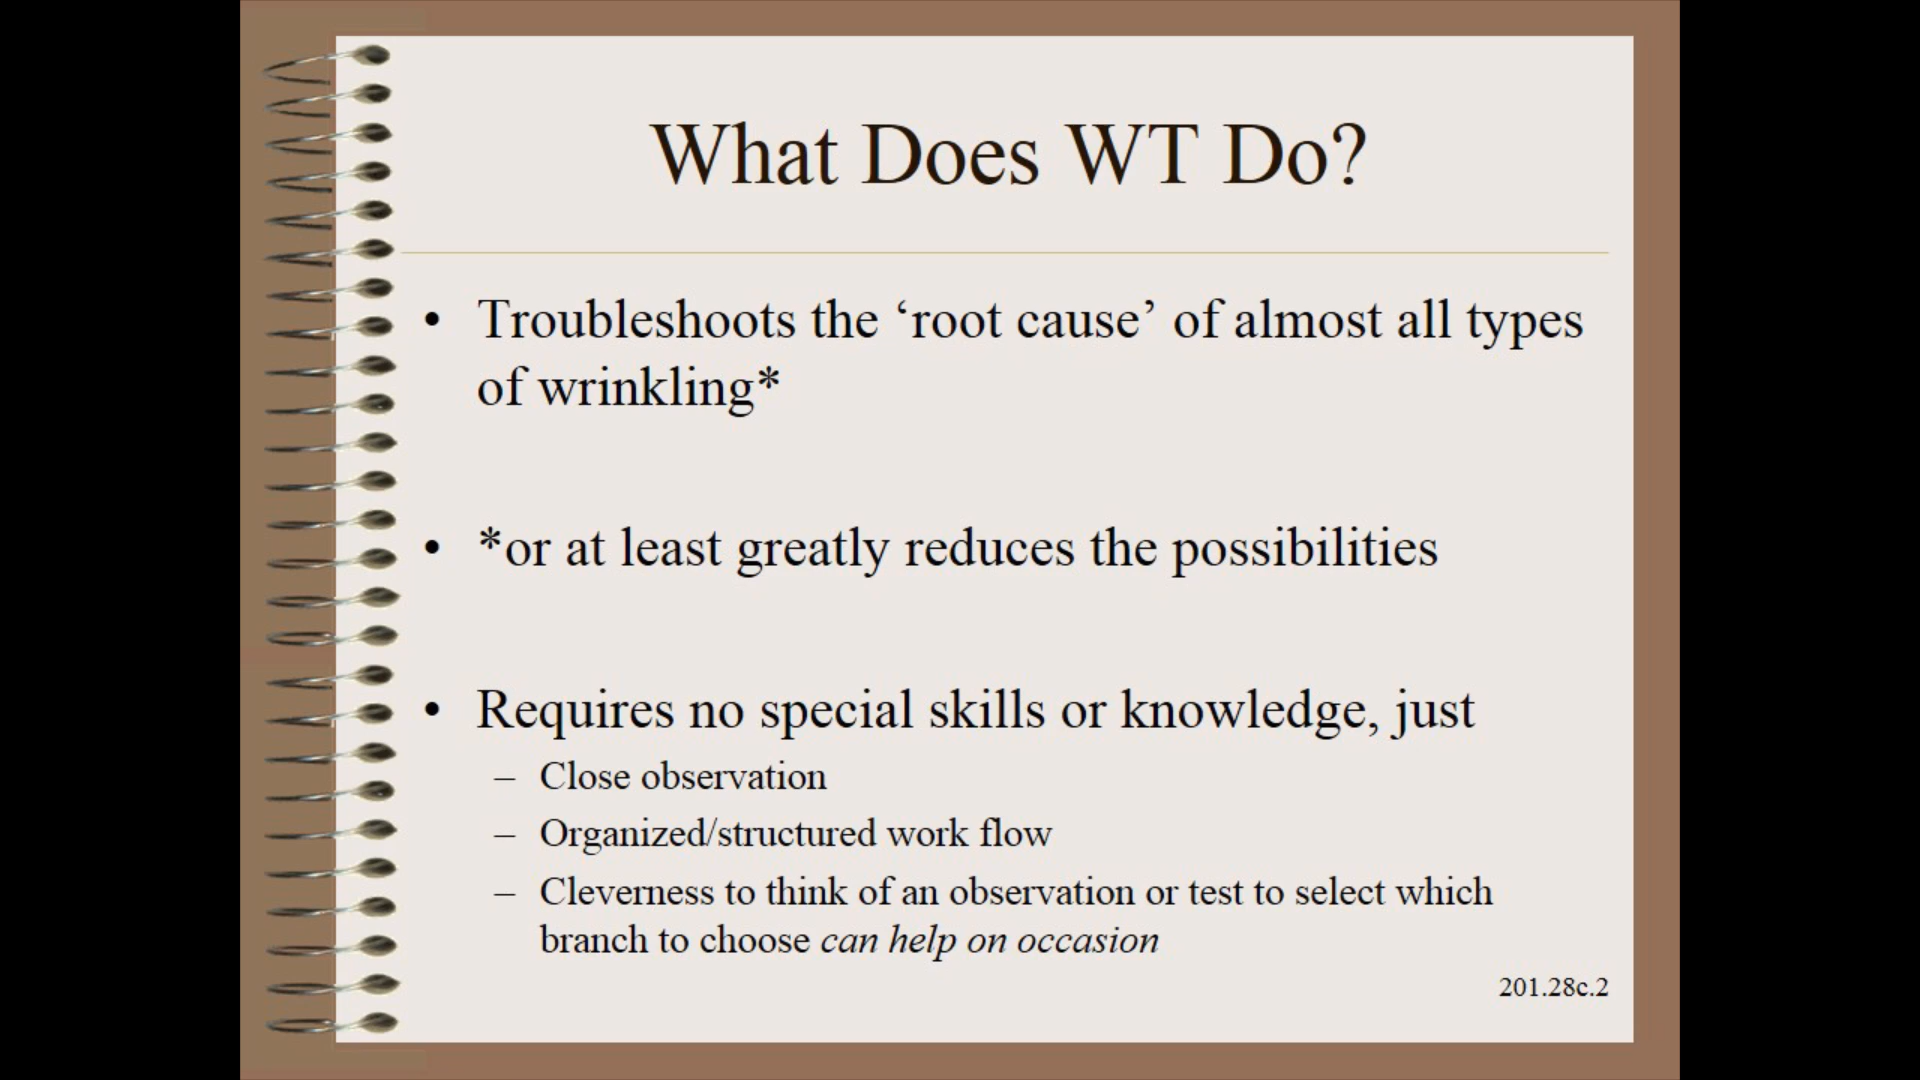 What Does WT Do?
• Troubleshoots the ‘root cause’ of almost all types
of wrinkling*
• *or at least greatly reduces the possibilities
• Requires no special skills or knowledge, just
– Close observation
– Organized/structured work flow
– Cleverness to think of an observation or test to select which
branch to choose can help on occasion
201.28c.2